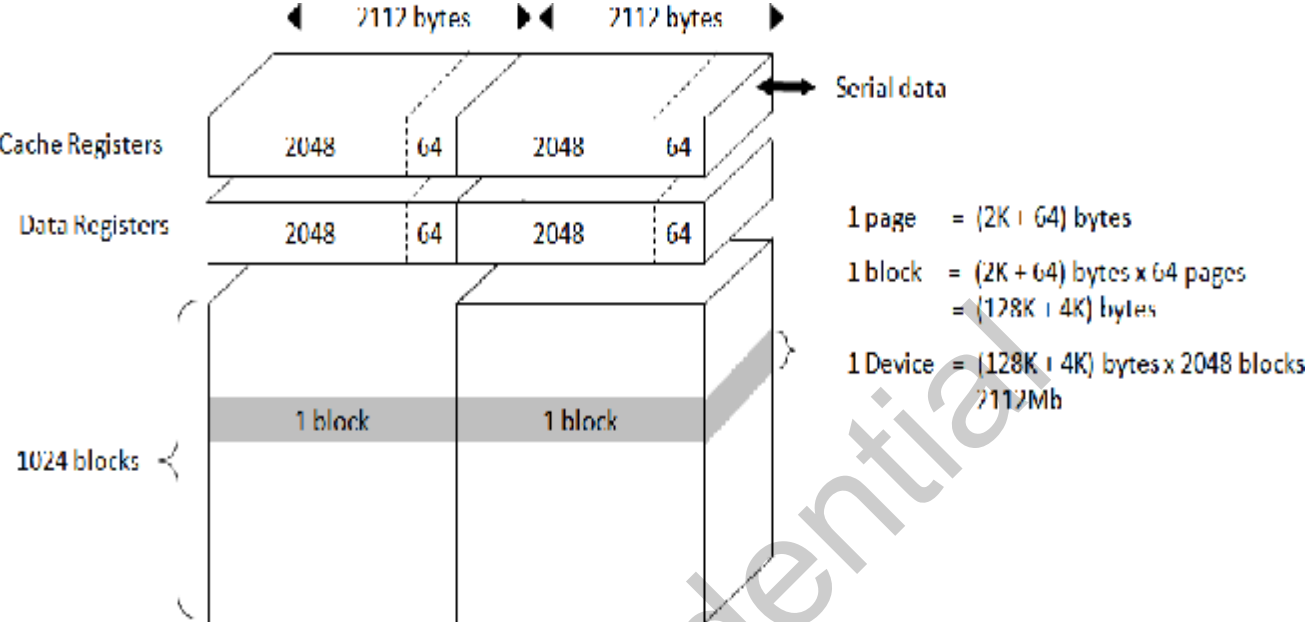 2112 bytes 2112 bytes
Serial data
Cache Registers 2048 64 2048 64
Data Registers 2048 64 2048 64
1 page = (2K + 64) bytes
1 block = (2K + 64) bytes x 64 pages
= (128K + 4K) bytes
1 Device = (128K + 4K) bytes x 2048 blocks
2112Mb
1 block 1 block
1024 blocks
dential